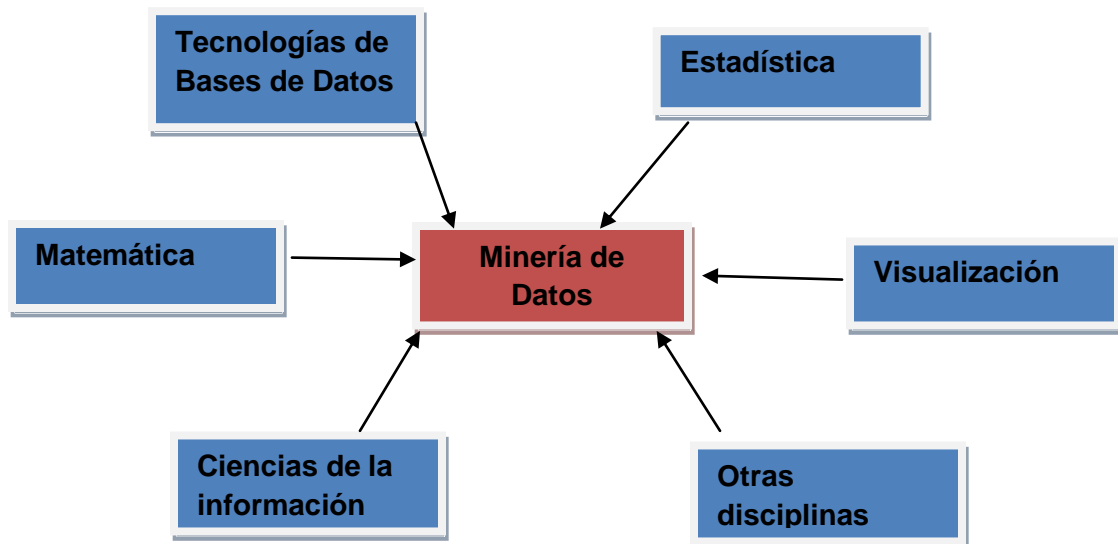 Tecnologías de
Bases de Datos
Estadística
Matemática
Minería de
Datos
Visualización
Ciencias de la
información
Otras
disciplinas